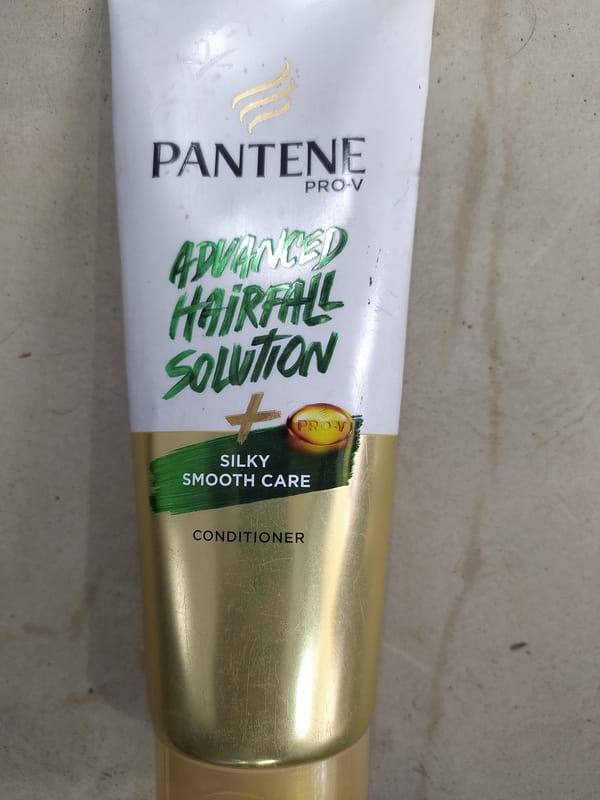 PANTENE
PRO-V
ADVANCED
HAIRFALL
SOLUTION
+
PRO-V
SILKY
SMOOTH CARE
CONDITIONER